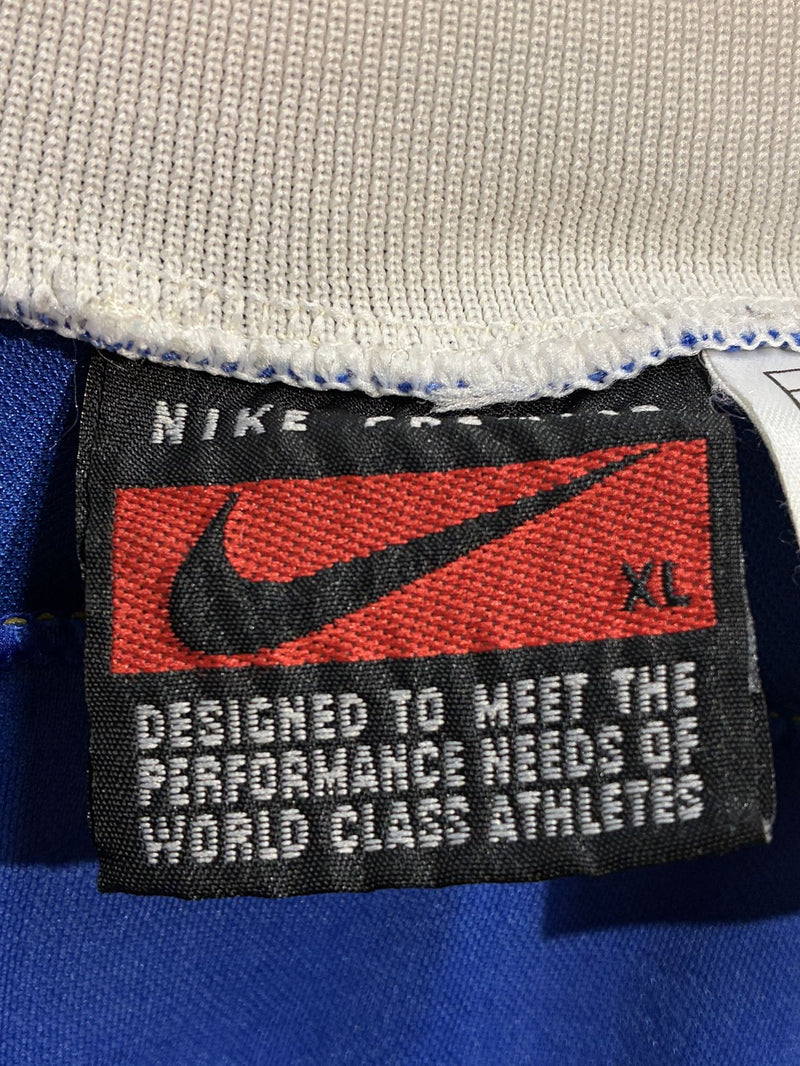 NIKE
XL
DESIGNED TO MEET THE
PERFORMANCE NEEDS OF
WORLD CLASS ATHLETES